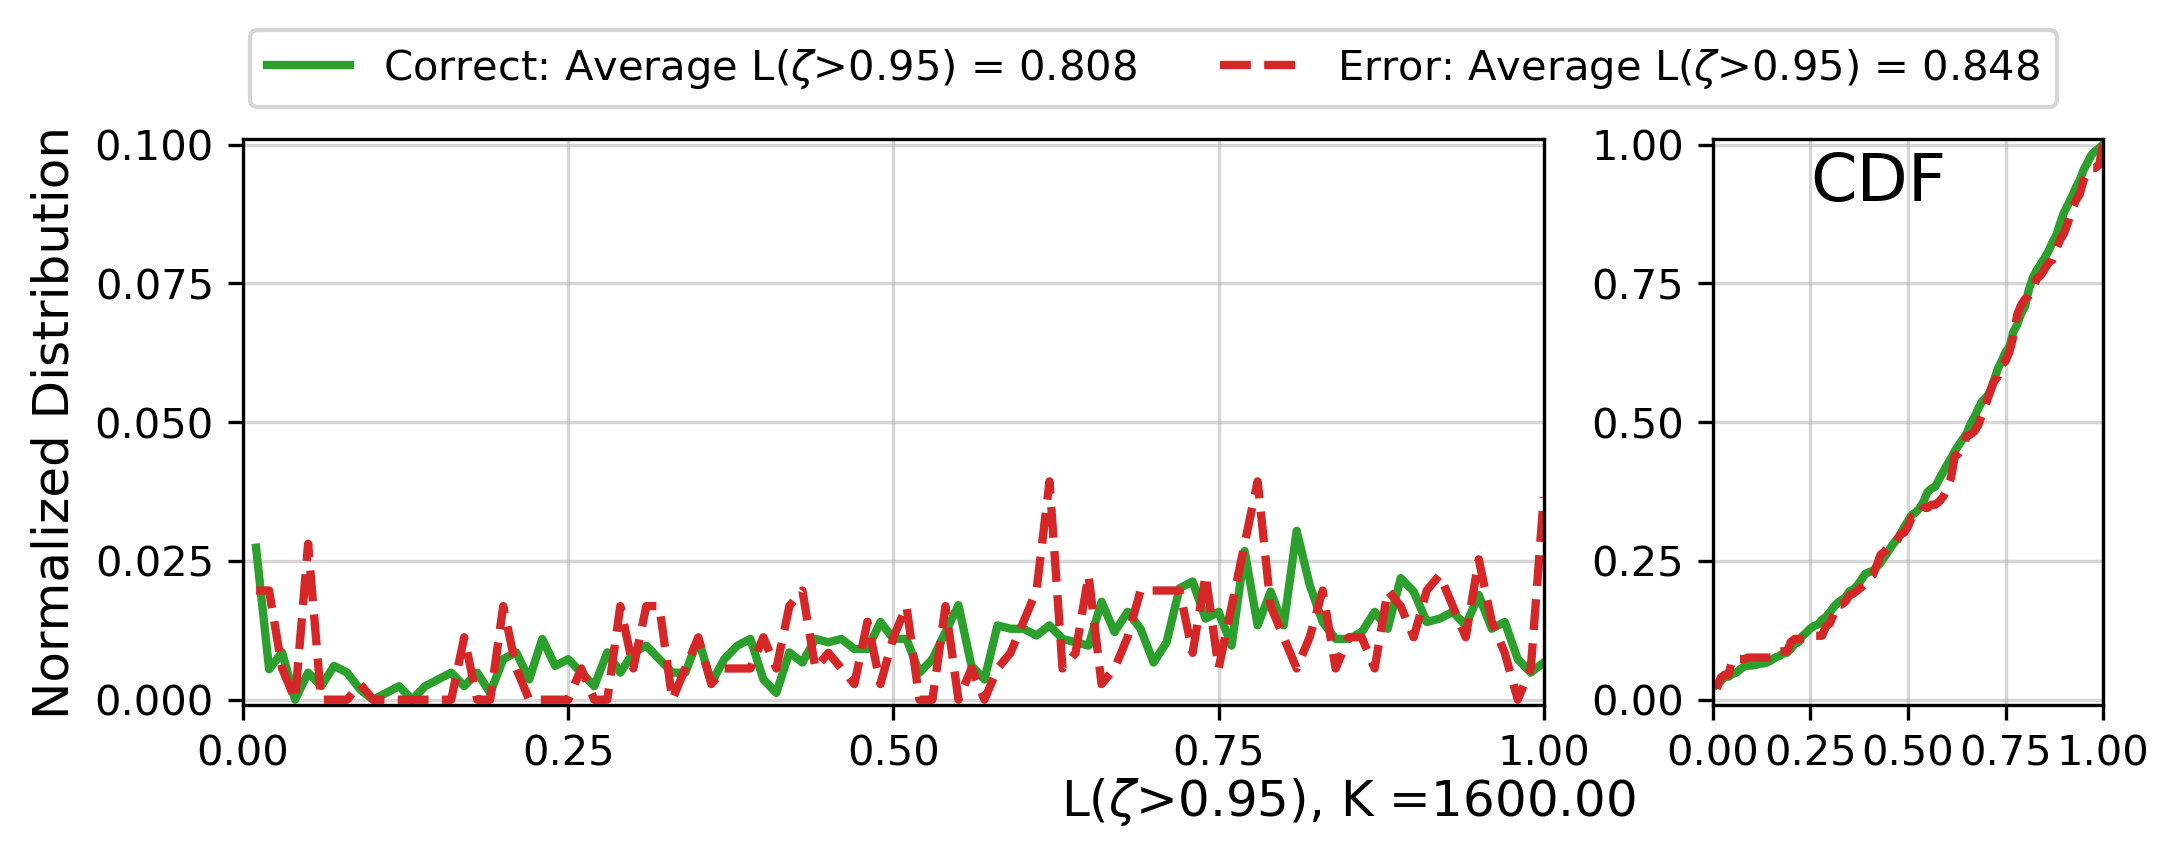 Correct: Average L(ζ>0.95) = 0.808
Error: Average L(ζ>0.95) = 0.848
Normalized Distribution
0.100
0.075
0.050
0.025
0.000
0.00 0.25 0.50 0.75 1.00
CDF
1.00
0.75
0.50
0.25
0.00
0.00 0.25 0.50 0.75 1.00
L(ζ>0.95), K =1600.00